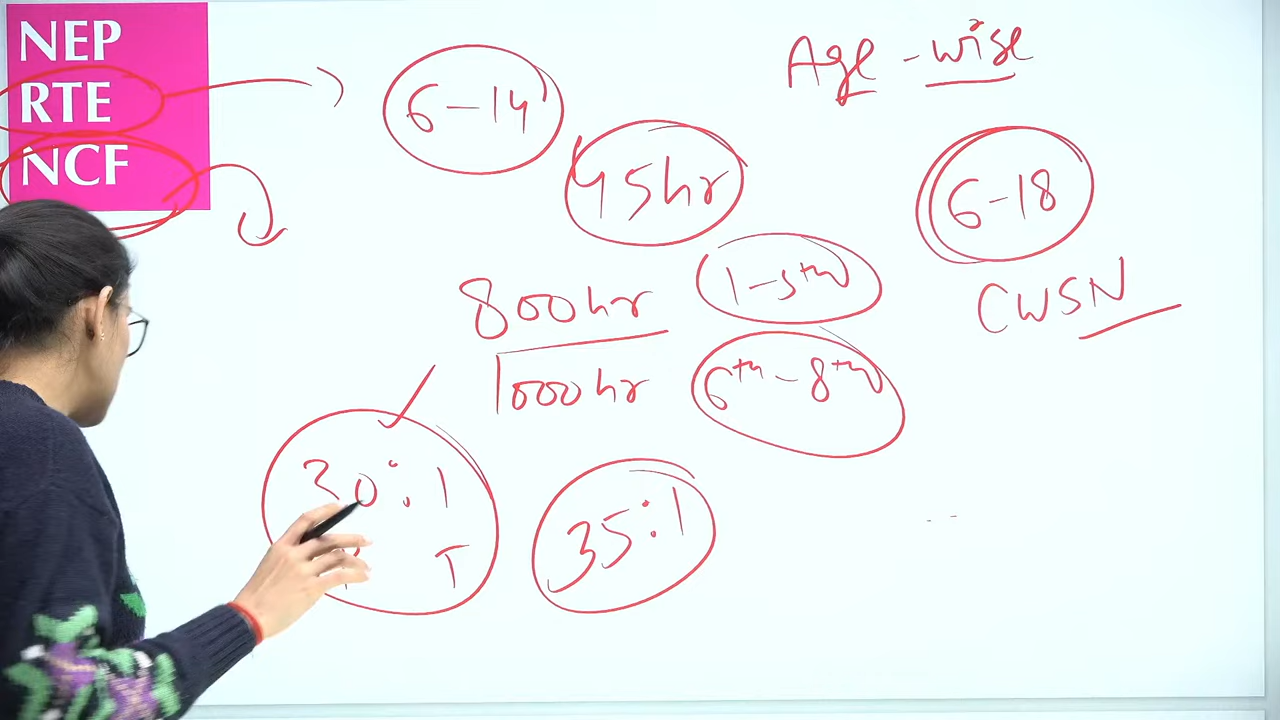 NEP
RTE
NCF
Age-wise
6-14
45hr
6-18
CWSN
800hr
1-5th
1000hr
6th-8th
30:1
T
35:1